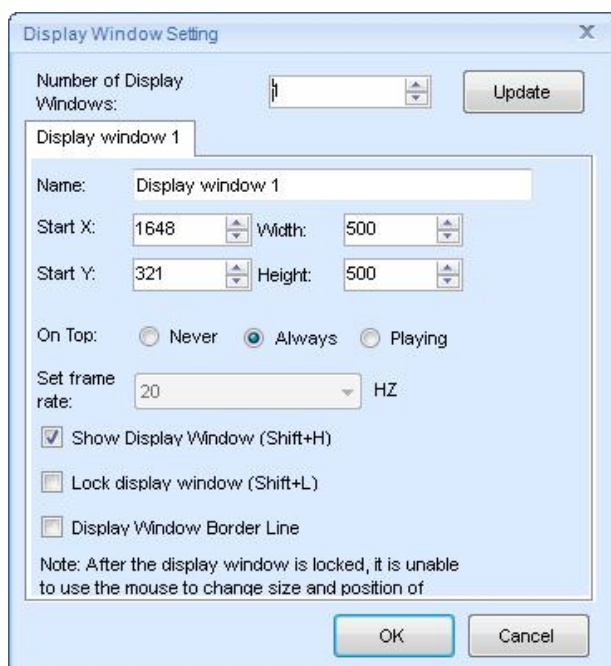 Display Window Setting
Number of Display
Windows:
1
Update
Display window 1
Name:
Display window 1
Start X:
1648
Width:
500
Start Y:
321
Height:
500
On Top:
Never
Always
Playing
Set frame
rate:
20
HZ
Show Display Window (Shift+H)
Lock display window (Shift+L)
Display Window Border Line
Note: After the display window is locked, it is unable
to use the mouse to change size and position of
OK
Cancel